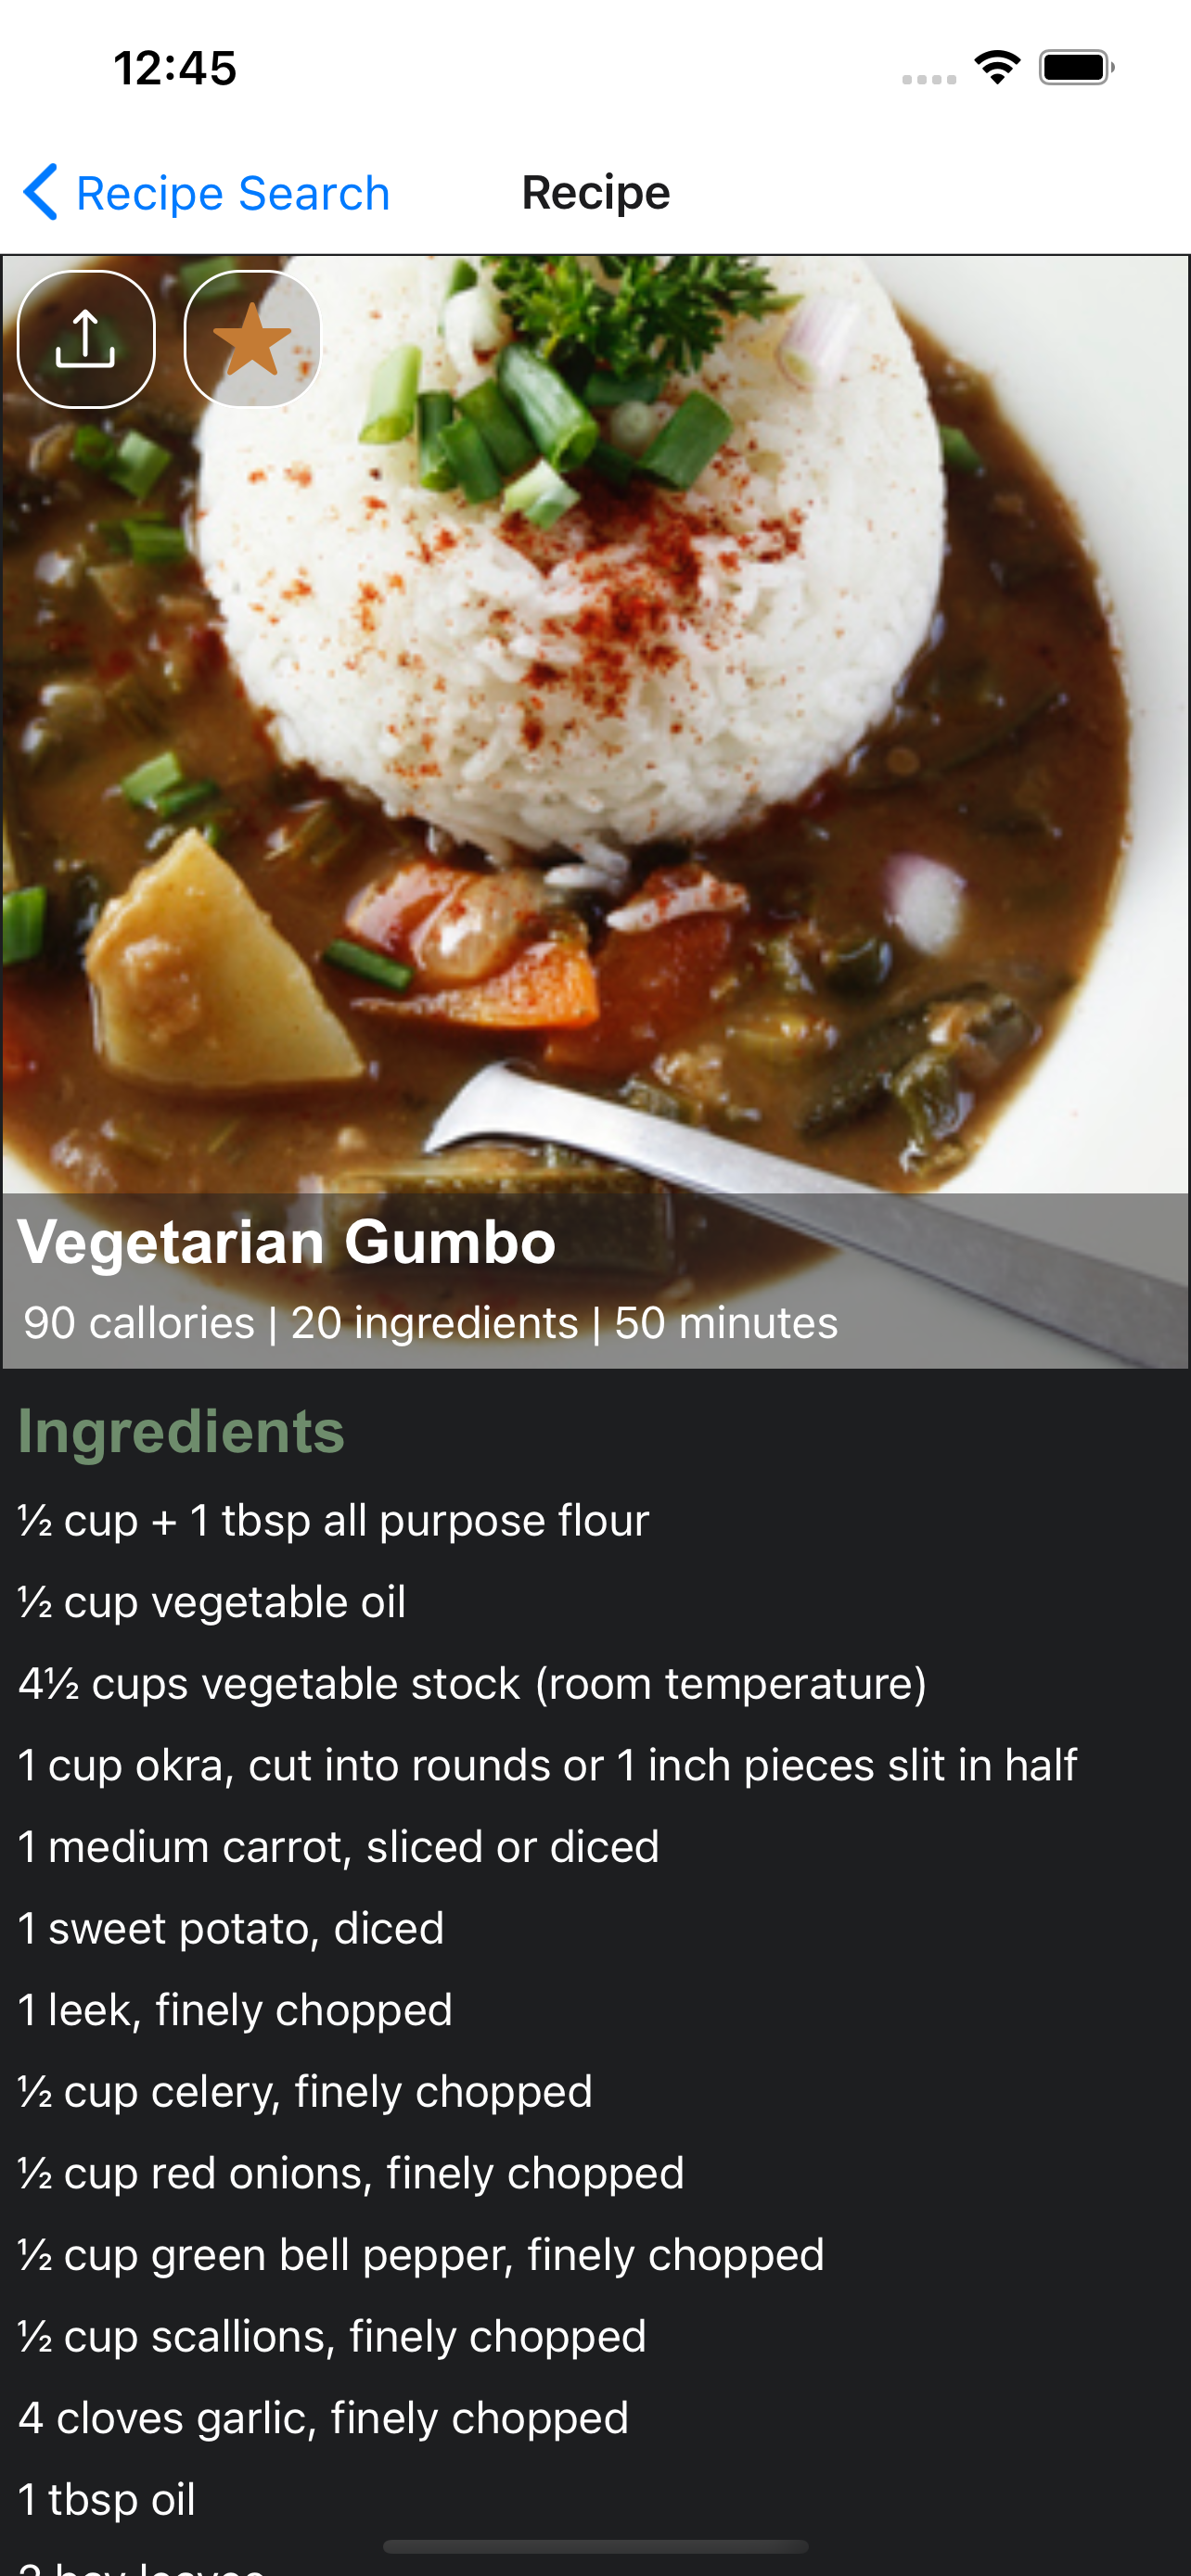 12:45
Recipe Search
Recipe
Vegetarian Gumbo
90 callories | 20 ingredients | 50 minutes
Ingredients
½ cup + 1 tbsp all purpose flour
½ cup vegetable oil
4½ cups vegetable stock (room temperature)
1 cup okra, cut into rounds or 1 inch pieces slit in half
1 medium carrot, sliced or diced
1 sweet potato, diced
1 leek, finely chopped
½ cup celery, finely chopped
½ cup red onions, finely chopped
½ cup green bell pepper, finely chopped
½ cup scallions, finely chopped
4 cloves garlic, finely chopped
1 tbsp oil
bay leaves